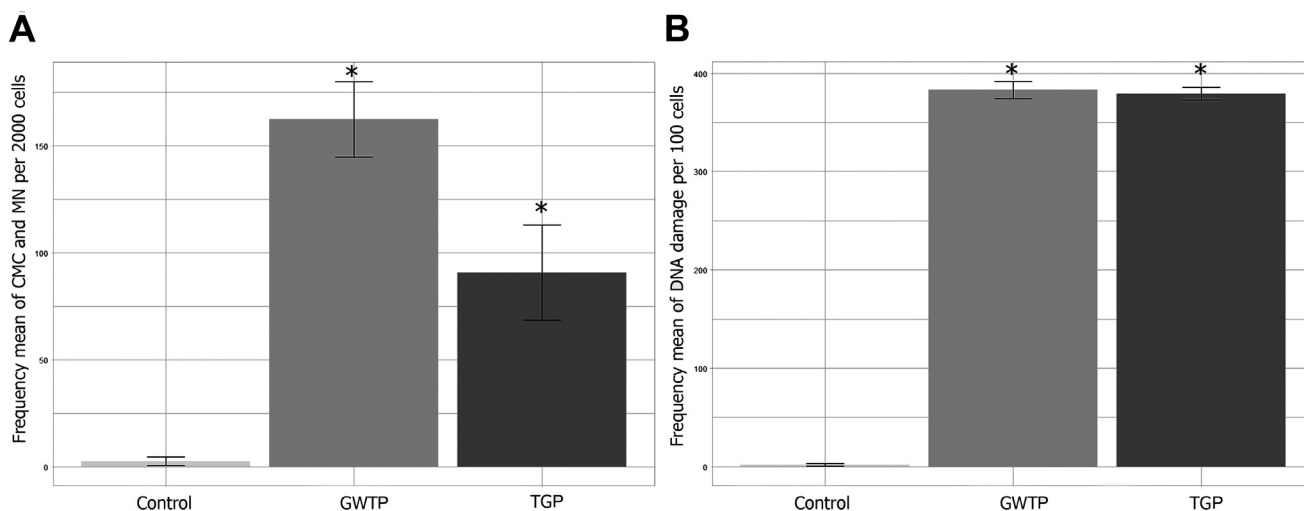 A
Frequency mean of CMC and MN per 2000 cells
150
100
50
0
*
*
Control
GWTP
TGP
B
Frequency mean of DNA damage per 100 cells
400
300
200
100
0
*
*
Control
GWTP
TGP